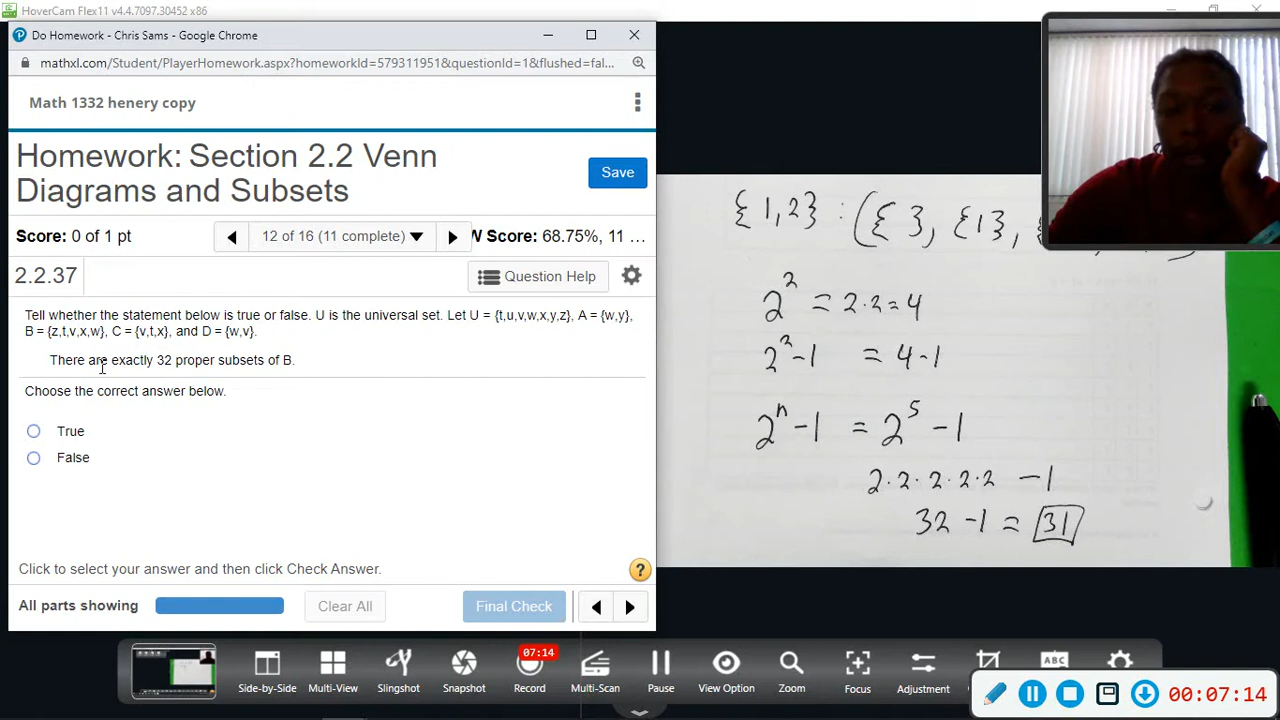 HoverCam Flex11 v4.4.7097.30452 x86
Do Homework - Chris Sams - Google Chrome
mathxl.com/Student/PlayerHomework.aspx?homeworkId=579311951&questionId=1&flushed=fal...
Math 1332 henery copy
Homework: Section 2.2 Venn
Diagrams and Subsets
Save
Score: 0 of 1 pt
12 of 16 (11 complete)
W Score: 68.75%, 11 ...
2.2.37
Question Help
Tell whether the statement below is true or false. U is the universal set. Let U = {t,u,v,w,x,y,z}, A = {w,y},
B = {z,t,v,x,w}, C = {v,t,x}, and D = {w,v}.
There are exactly 32 proper subsets of B.
Choose the correct answer below.
True
False
Click to select your answer and then click Check Answer.
?
All parts showing
Clear All
Final Check
{1,2} : ({ }, {1},
2² = 2·2 = 4
2² -1 = 4-1
2ⁿ -1 = 2⁵ -1
2·2·2·2·2 -1
32 -1 = 31
07:14
Side-by-Side
Multi-View
Slingshot
Snapshot
Record
Multi-Scan
Pause
View Option
Zoom
Focus
Adjustment
ABC
00:07:14